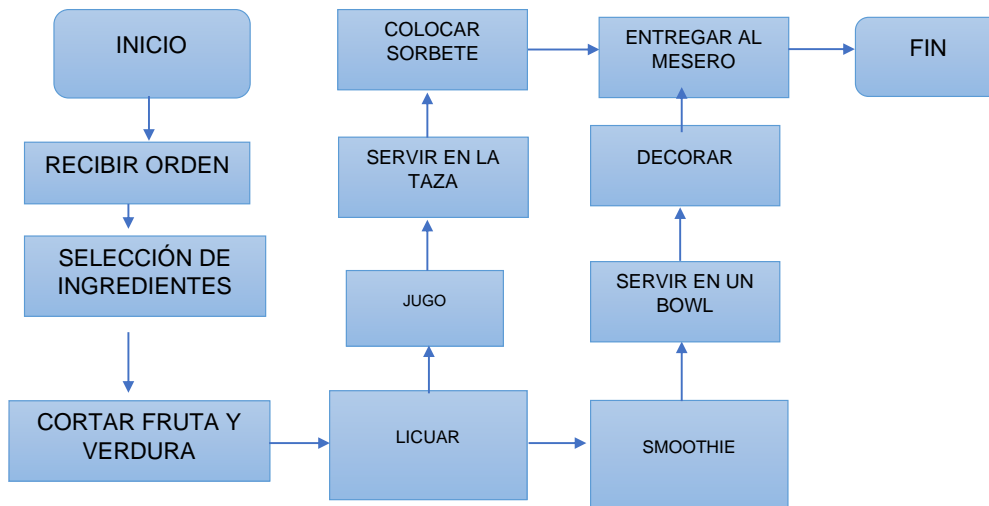 INICIO
RECIBIR ORDEN
SELECCIÓN DE
INGREDIENTES
CORTAR FRUTA Y
VERDURA
LICUAR
JUGO
SERVIR EN LA
TAZA
COLOCAR
SORBETE
SMOOTHIE
SERVIR EN UN
BOWL
DECORAR
ENTREGAR AL
MESERO
FIN